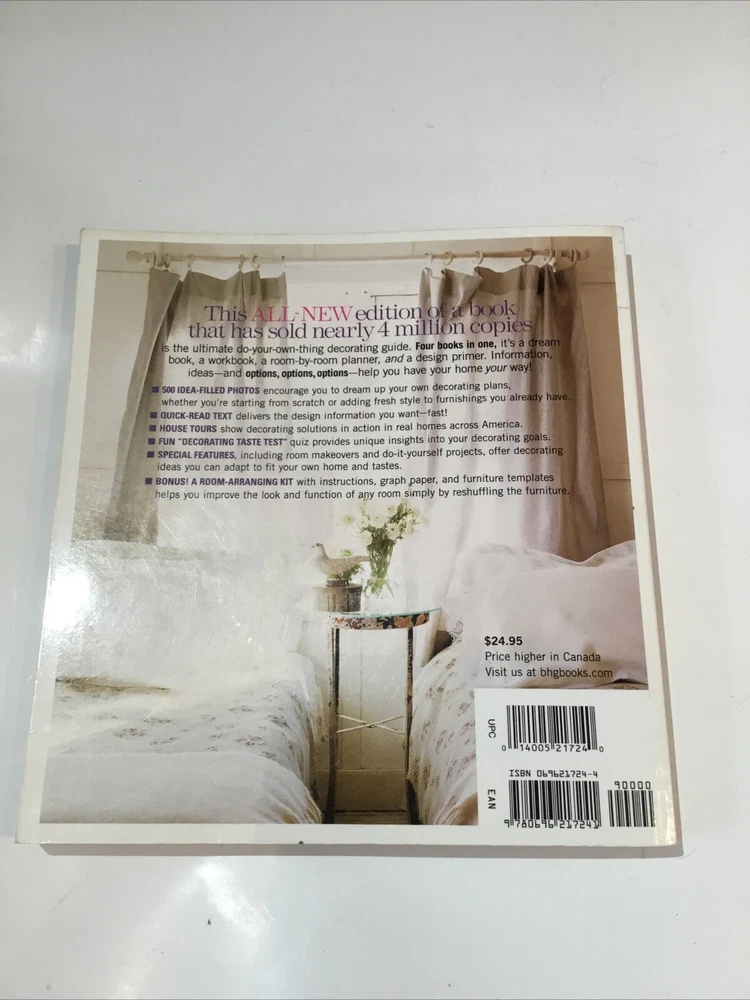 This ALL-NEW edition of a book
that has sold nearly 4 million copies
is the ultimate do-your-own-thing decorating guide. Four books in one, it's a dream
book, a workbook, a room-by-room planner, and a design primer. Information,
ideas—and options, options, options—help you have your home your way!
■ 500 IDEA-FILLED PHOTOS encourage you to dream up your own decorating plans,
whether you're starting from scratch or adding fresh style to furnishings you already have.
■ QUICK-READ TEXT delivers the design information you want—fast!
■ HOUSE TOURS show decorating solutions in action in real homes across America.
■ FUN "DECORATING TASTE TEST" quiz provides unique insights into your decorating goals.
■ SPECIAL FEATURES, including room makeovers and do-it-yourself projects, offer decorating
ideas you can adapt to fit your own home and tastes.
■ BONUS! A ROOM-ARRANGING KIT with instructions, graph paper, and furniture templates
helps you improve the look and function of any room simply by reshuffling the furniture.
$24.95
Price higher in Canada
Visit us at bhgbooks.com
UPC
0 14005 21724 0
ISBN 069621724-4
90000
EAN
9 780696 217241